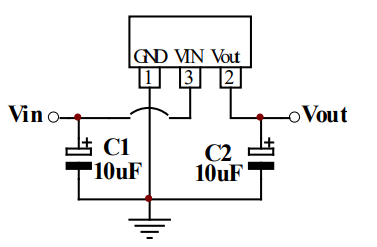 GND VIN Vout
1 3 2
Vin Vout
+ C1 10uF
+ C2 10uF